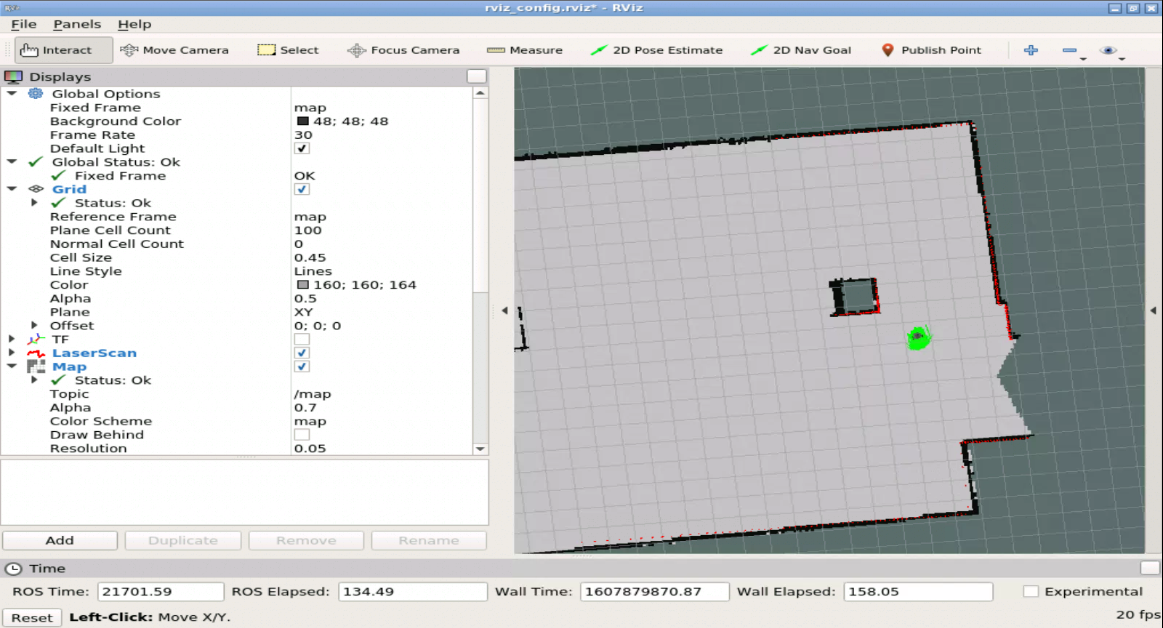 rviz_config.rviz* - RViz
File Panels Help
Interact Move Camera Select Focus Camera Measure 2D Pose Estimate 2D Nav Goal Publish Point
Displays
Global Options
Fixed Frame map
Background Color 48; 48; 48
Frame Rate 30
Default Light
Global Status: Ok
Fixed Frame OK
Grid
Status: Ok
Reference Frame map
Plane Cell Count 100
Normal Cell Count 0
Cell Size 0.45
Line Style Lines
Color 160; 160; 164
Alpha 0.5
Plane XY
Offset 0; 0; 0
TF
LaserScan
Map
Status: Ok
Topic /map
Alpha 0.7
Color Scheme map
Draw Behind
Resolution 0.05
Add Duplicate Remove Rename
Time
ROS Time: 21701.59 ROS Elapsed: 134.49 Wall Time: 1607879870.87 Wall Elapsed: 158.05 Experimental
Reset Left-Click: Move X/Y. 20 fps